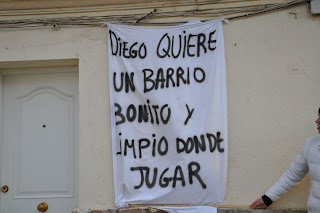 DIEGO QUIERE
UN BARRIO
BONITO Y
LIMPIO DONDE
JUGAR